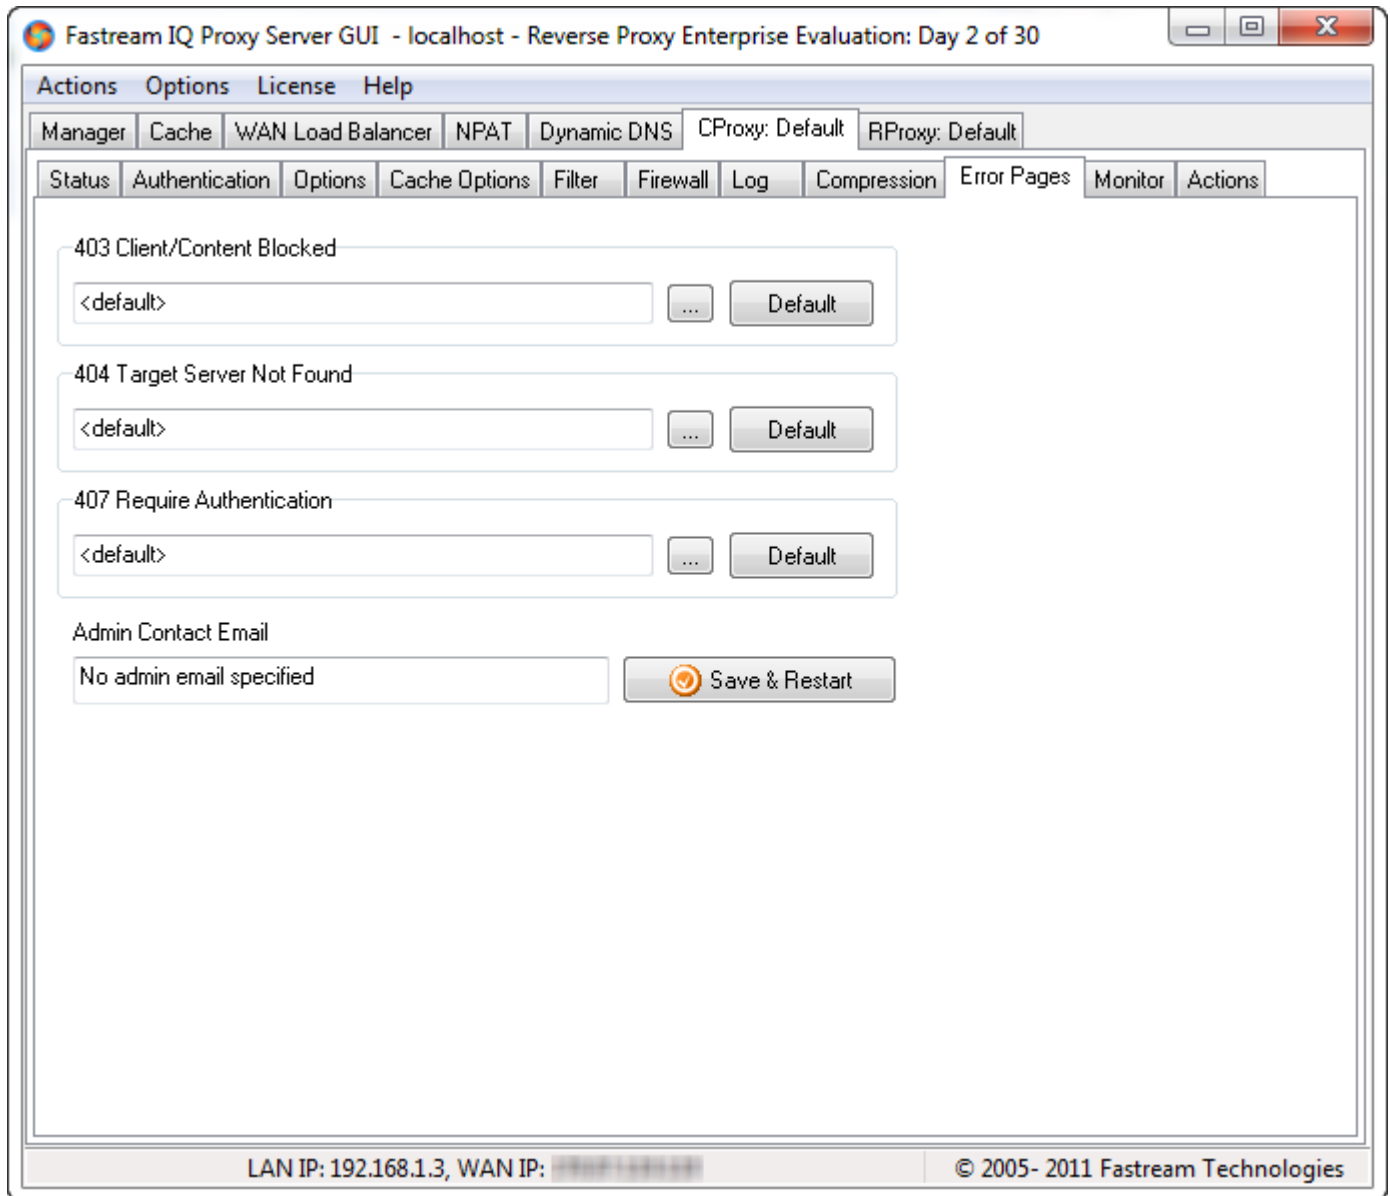 Fastream IQ Proxy Server GUI - localhost - Reverse Proxy Enterprise Evaluation: Day 2 of 30
Actions Options License Help
Manager Cache WAN Load Balancer NPAT Dynamic DNS CProxy: Default RProxy: Default
Status Authentication Options Cache Options Filter Firewall Log Compression Error Pages Monitor Actions
403 Client/Content Blocked
<default> ... Default
404 Target Server Not Found
<default> ... Default
407 Require Authentication
<default> ... Default
Admin Contact Email
No admin email specified Save & Restart
LAN IP: 192.168.1.3, WAN IP: © 2005- 2011 Fastream Technologies